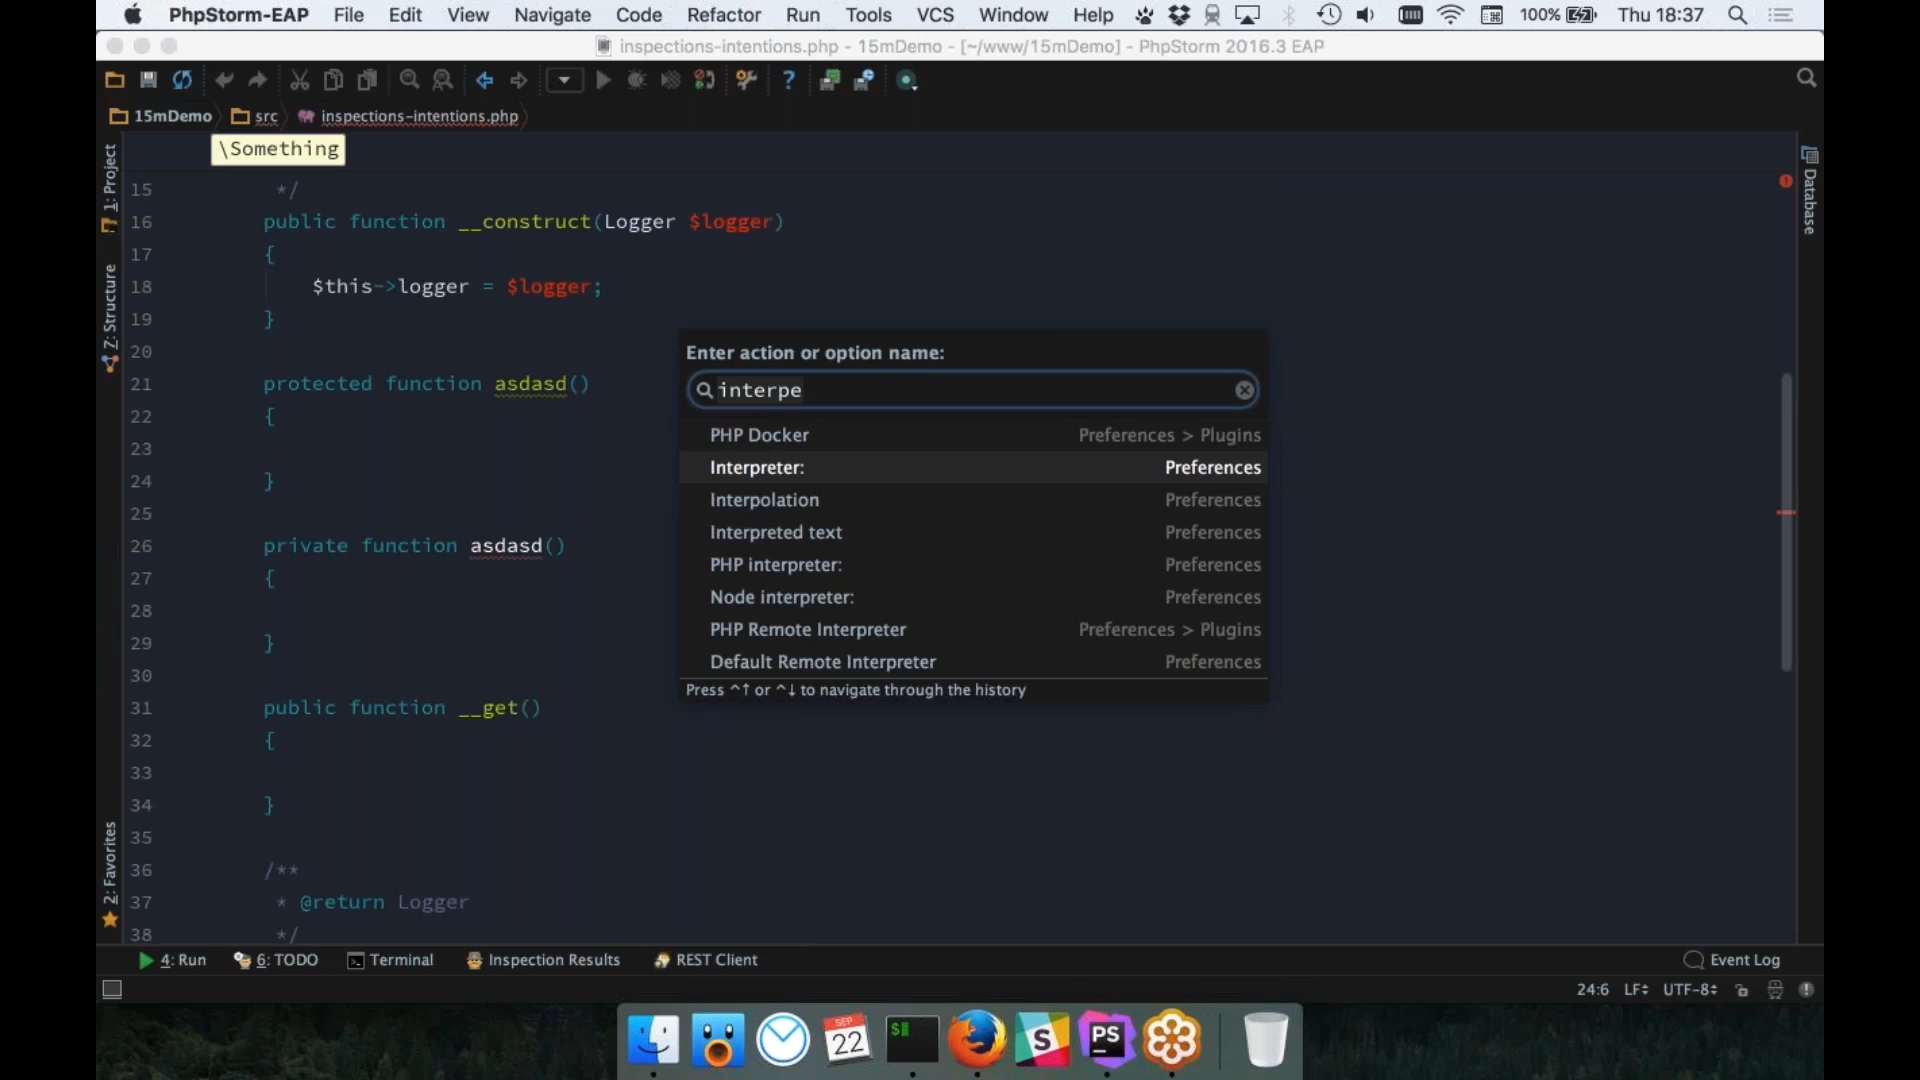 PhpStorm-EAP File Edit View Navigate Code Refactor Run Tools VCS Window Help 100% Thu 18:37
inspections-intentions.php - 15mDemo - [~/www/15mDemo] - PhpStorm 2016.3 EAP
15mDemo src inspections-intentions.php
\Something
1: Project
7: Structure
2: Favorites
Database
15 */
16 public function __construct(Logger $logger)
17 {
18 $this->logger = $logger;
19 }
20
21 protected function asdasd()
22 {
23
24 }
25
26 private function asdasd()
27 {
28
29 }
30
31 public function __get()
32 {
33
34 }
35
36 /**
37 * @return Logger
38 */
Enter action or option name:
interpe
PHP Docker Preferences > Plugins
Interpreter: Preferences
Interpolation Preferences
Interpreted text Preferences
PHP interpreter: Preferences
Node interpreter: Preferences
PHP Remote Interpreter Preferences > Plugins
Default Remote Interpreter Preferences
Press ^↑ or ^↓ to navigate through the history
4: Run 6: TODO Terminal Inspection Results REST Client Event Log
24:6 LF UTF-8
SEP
22
$
S
PS